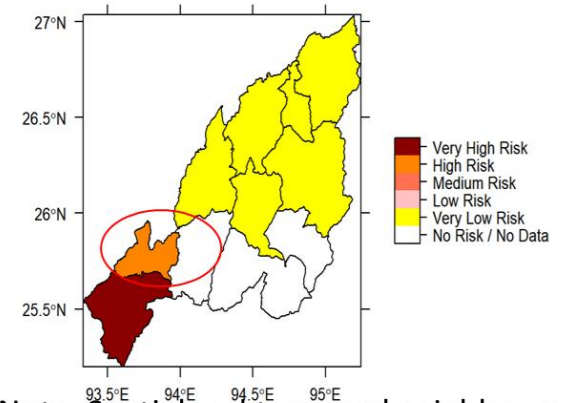 27°N
26.5°N
26°N
25.5°N
93.5°E 94°E 94.5°E 95°E
Very High Risk
High Risk
Medium Risk
Low Risk
Very Low Risk
No Risk / No Data